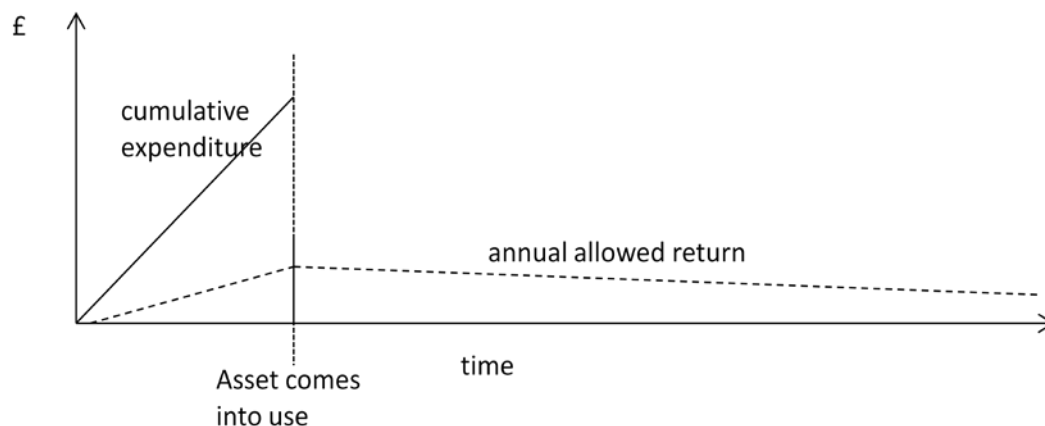 £
cumulative
expenditure
annual allowed return
time
Asset comes
into use